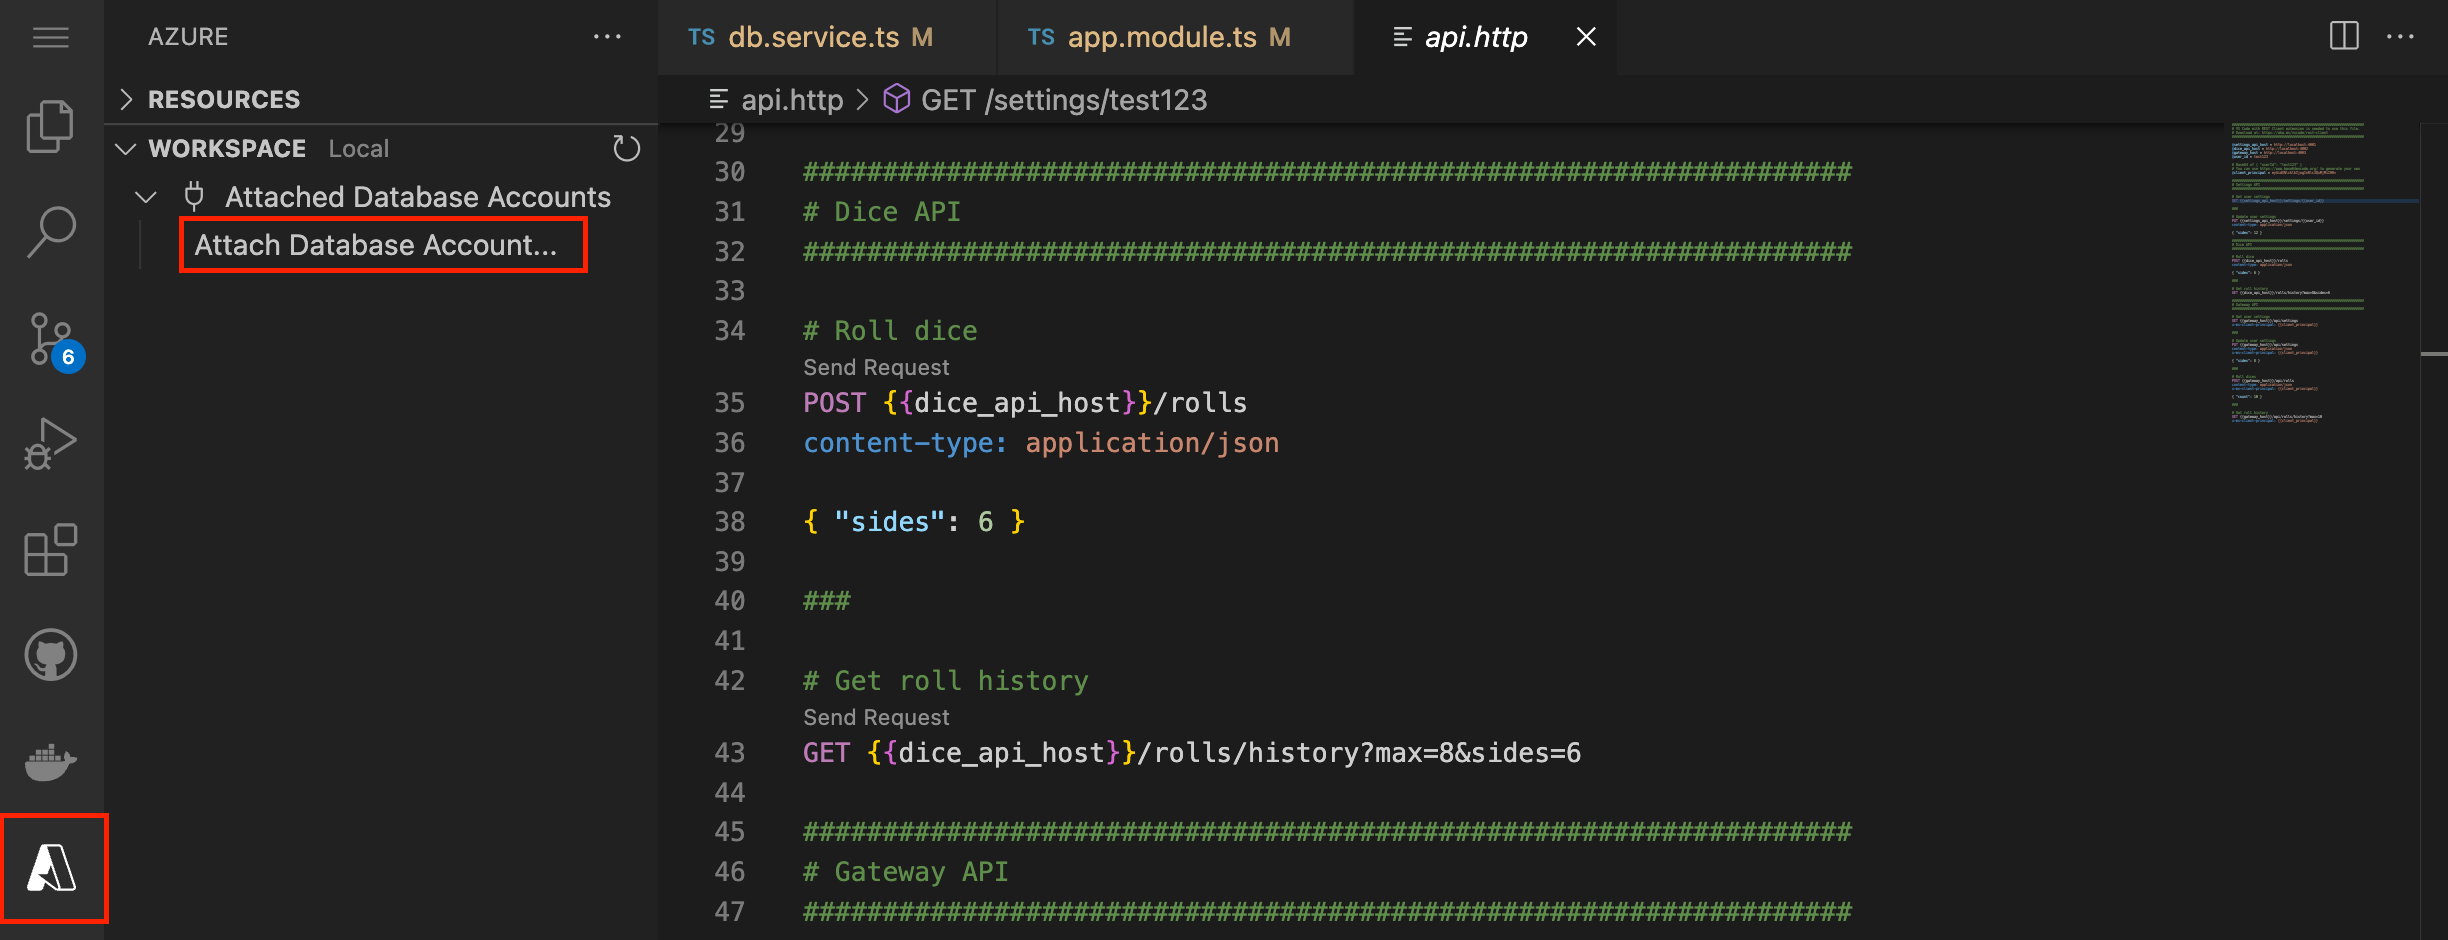 AZURE
RESOURCES
WORKSPACE Local
Attached Database Accounts
Attach Database Account...
6
TS db.service.ts M
TS app.module.ts M
api.http
api.http > GET /settings/test123
29
30 ##################################################################
31 # Dice API
32 ##################################################################
33
34 # Roll dice
Send Request
35 POST {{dice_api_host}}/rolls
36 content-type: application/json
37
38 { "sides": 6 }
39
40 ###
41
42 # Get roll history
Send Request
43 GET {{dice_api_host}}/rolls/history?max=8&sides=6
44
45 ##################################################################
46 # Gateway API
47 ##################################################################